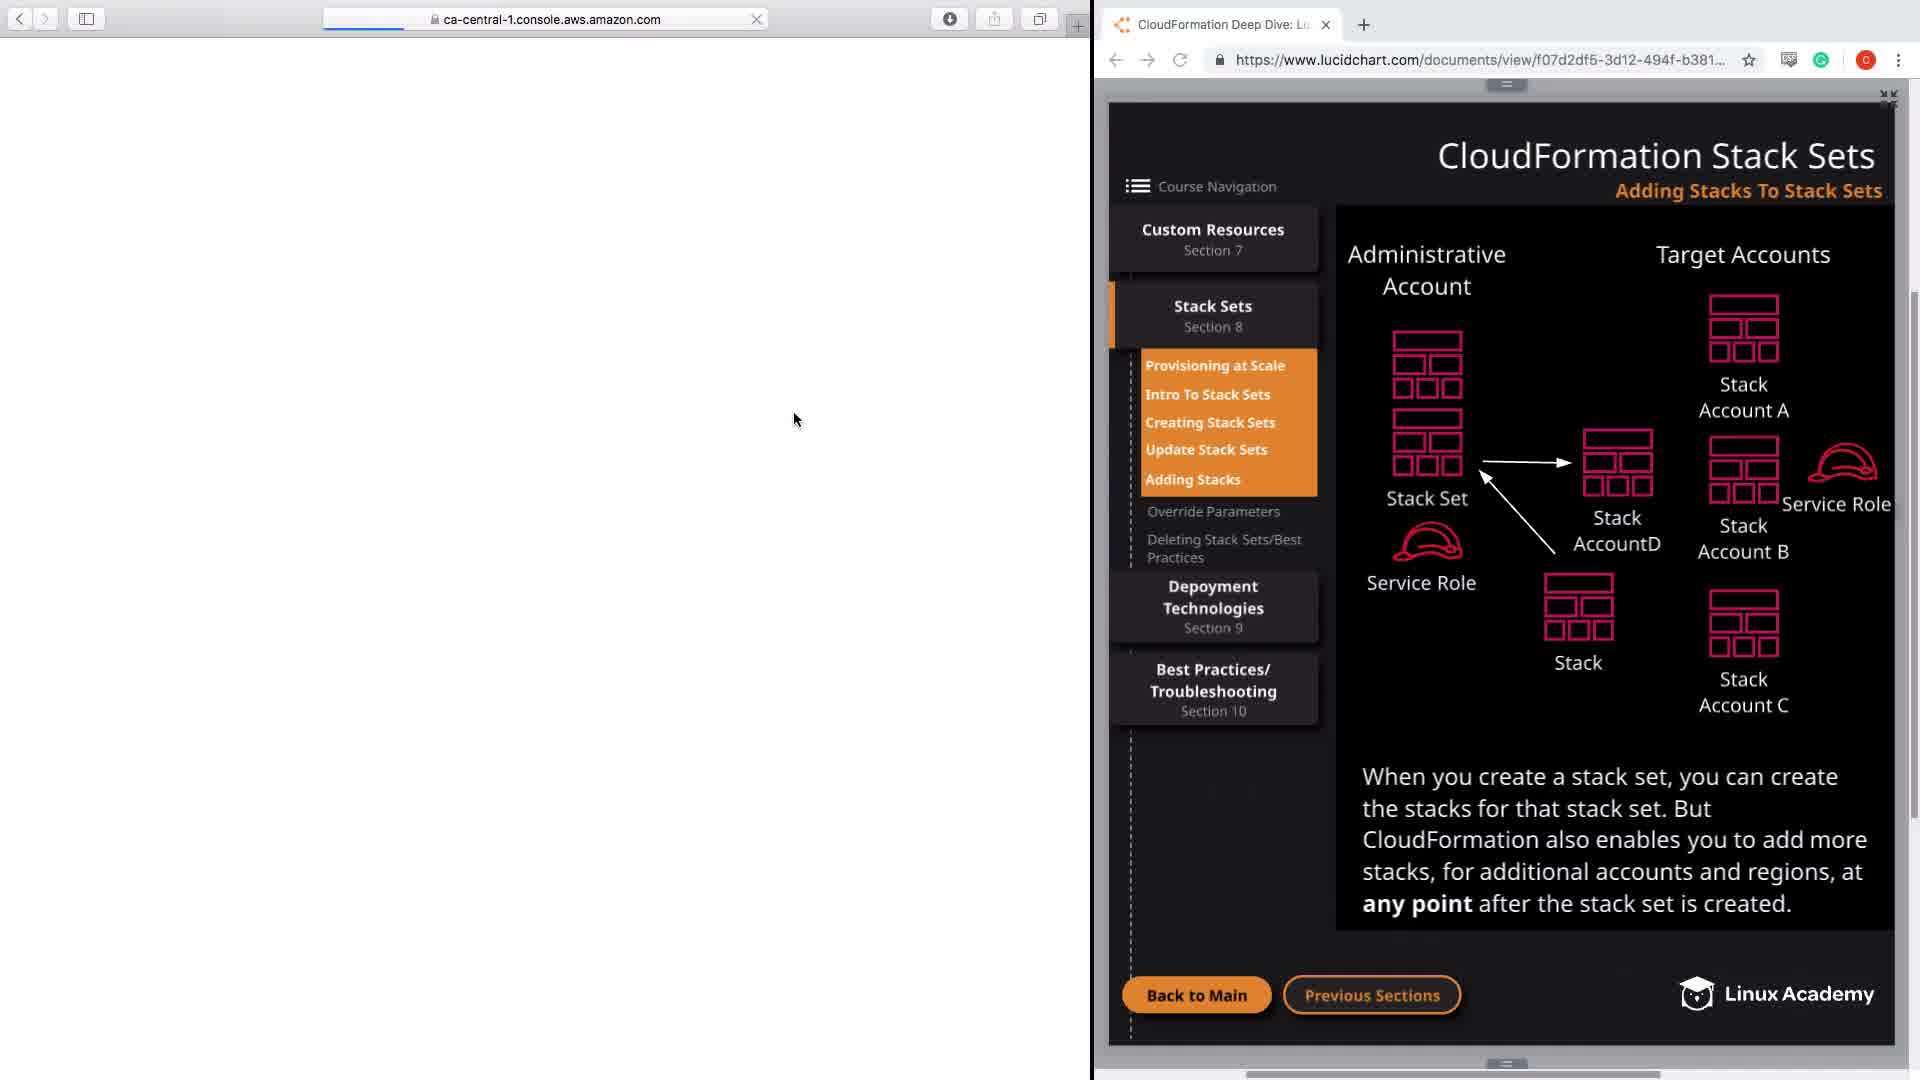 ca-central-1.console.aws.amazon.com
CloudFormation Deep Dive: Lu
https://www.lucidchart.com/documents/view/f07d2df5-3d12-494f-b381...
C
CloudFormation Stack Sets
Adding Stacks To Stack Sets
Course Navigation
Custom Resources
Section 7
Stack Sets
Section 8
Provisioning at Scale
Intro To Stack Sets
Creating Stack Sets
Update Stack Sets
Adding Stacks
Override Parameters
Deleting Stack Sets/Best
Practices
Depoyment
Technologies
Section 9
Best Practices/
Troubleshooting
Section 10
Administrative
Account
Target Accounts
Stack
Account A
Stack Set
Service Role
Stack
AccountD
Stack
Account B
Service Role
Stack
Stack
Account C
When you create a stack set, you can create
the stacks for that stack set. But
CloudFormation also enables you to add more
stacks, for additional accounts and regions, at
any point after the stack set is created.
Back to Main
Previous Sections
Linux Academy